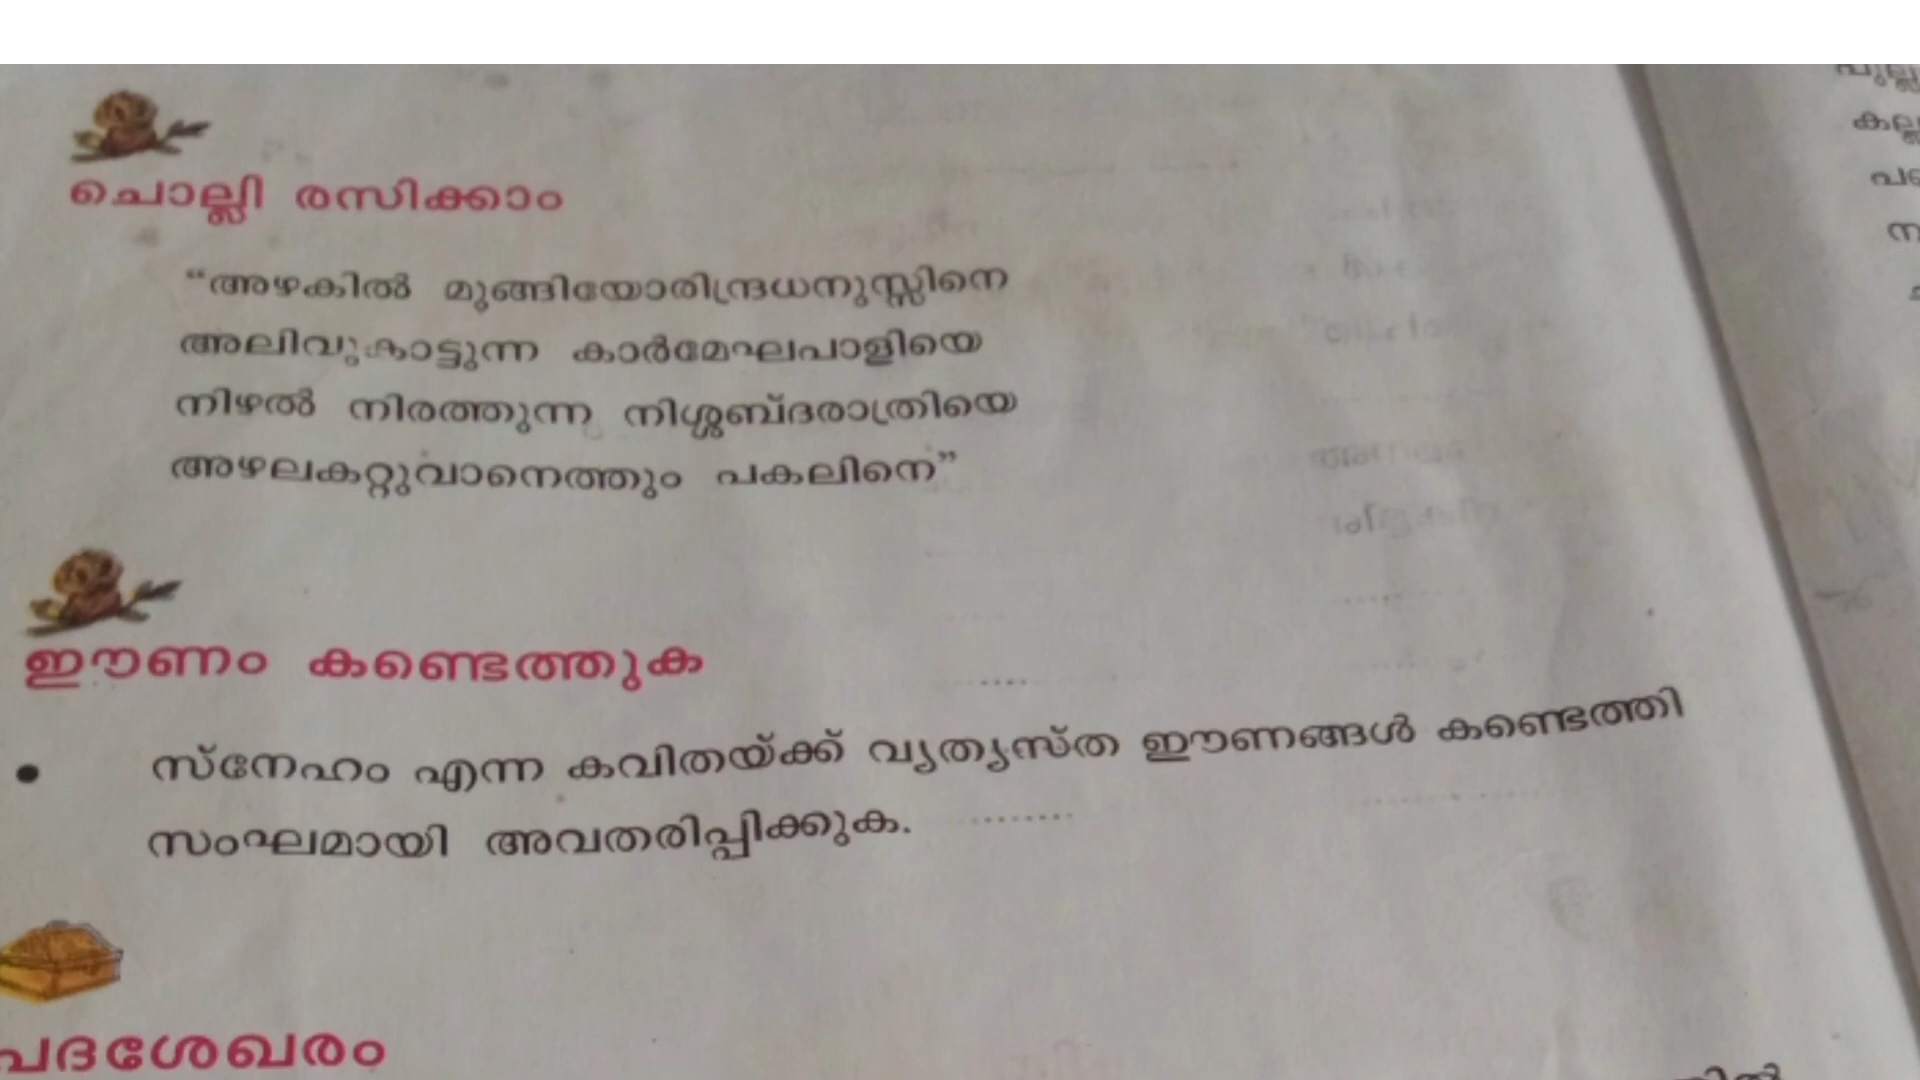 ചൊല്ലി രസിക്കാം
“അഴകിൽ മുങ്ങിയോരിന്ദ്രധനുസ്സിനെ
അലിവുകാട്ടുന്ന കാർമേഘപാളിയെ
നിഴൽ നിരത്തുന്ന നിശ്ശബ്ദരാത്രിയെ
അഴലകറ്റുവാനെത്തും പകലിനെ”
ഈണം കണ്ടെത്തുക
• സ്നേഹം എന്ന കവിതയ്ക്ക് വ്യത്യസ്ത ഈണങ്ങൾ കണ്ടെത്തി
സംഘമായി അവതരിപ്പിക്കുക.
പദശേഖരം